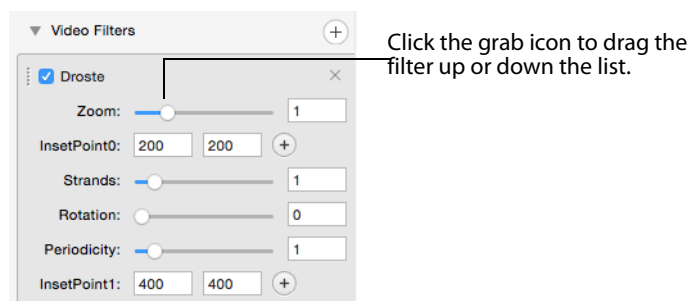 Video Filters
Click the grab icon to drag the
filter up or down the list.
Droste
Zoom: 1
InsetPoint0: 200 200
Strands: 1
Rotation: 0
Periodicity: 1
InsetPoint1: 400 400